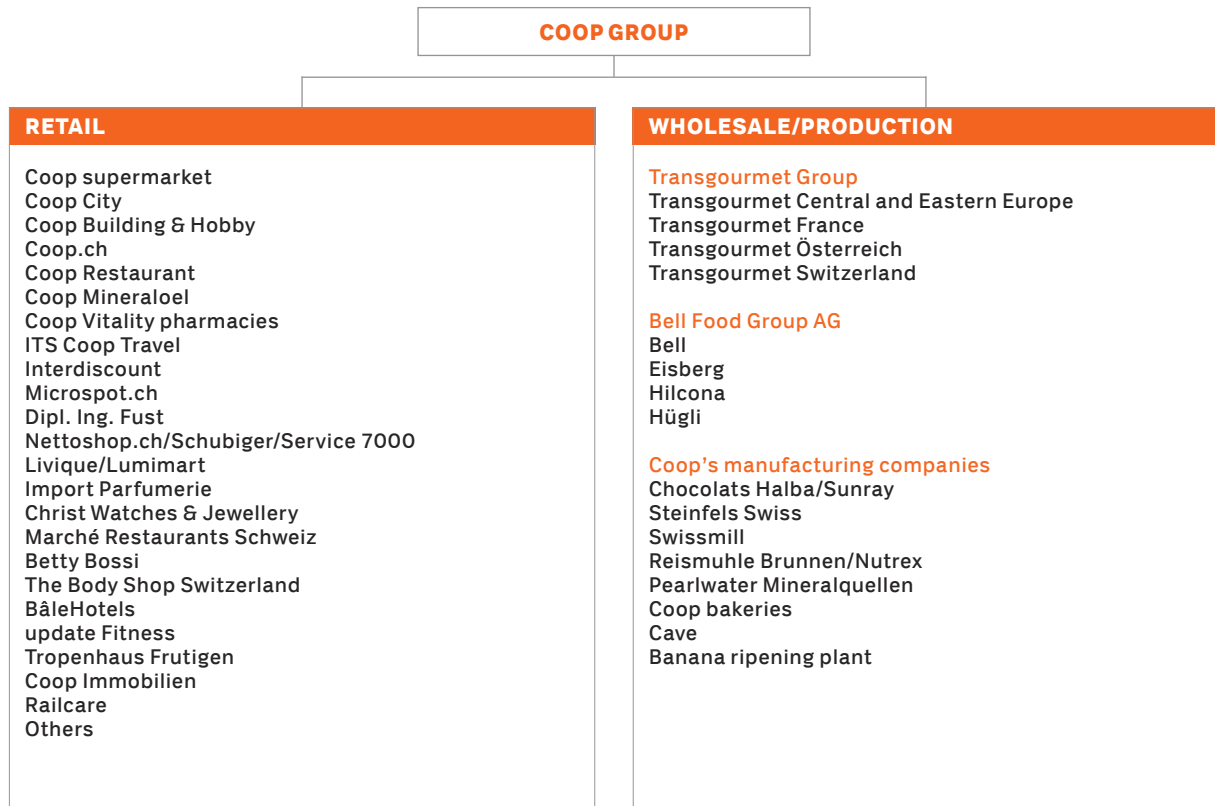 COOP GROUP
RETAIL
Coop supermarket
Coop City
Coop Building & Hobby
Coop.ch
Coop Restaurant
Coop Mineraloel
Coop Vitality pharmacies
ITS Coop Travel
Interdiscount
Microspot.ch
Dipl. Ing. Fust
Nettoshop.ch/Schubiger/Service 7000
Livique/Lumimart
Import Parfumerie
Christ Watches & Jewellery
Marché Restaurants Schweiz
Betty Bossi
The Body Shop Switzerland
BâleHotels
update Fitness
Tropenhaus Frutigen
Coop Immobilien
Railcare
Others
WHOLESALE/PRODUCTION
Transgourmet Group
Transgourmet Central and Eastern Europe
Transgourmet France
Transgourmet Österreich
Transgourmet Switzerland
Bell Food Group AG
Bell
Eisberg
Hilcona
Hügli
Coop’s manufacturing companies
Chocolats Halba/Sunray
Steinfels Swiss
Swissmill
Reismuhle Brunnen/Nutrex
Pearlwater Mineralquellen
Coop bakeries
Cave
Banana ripening plant